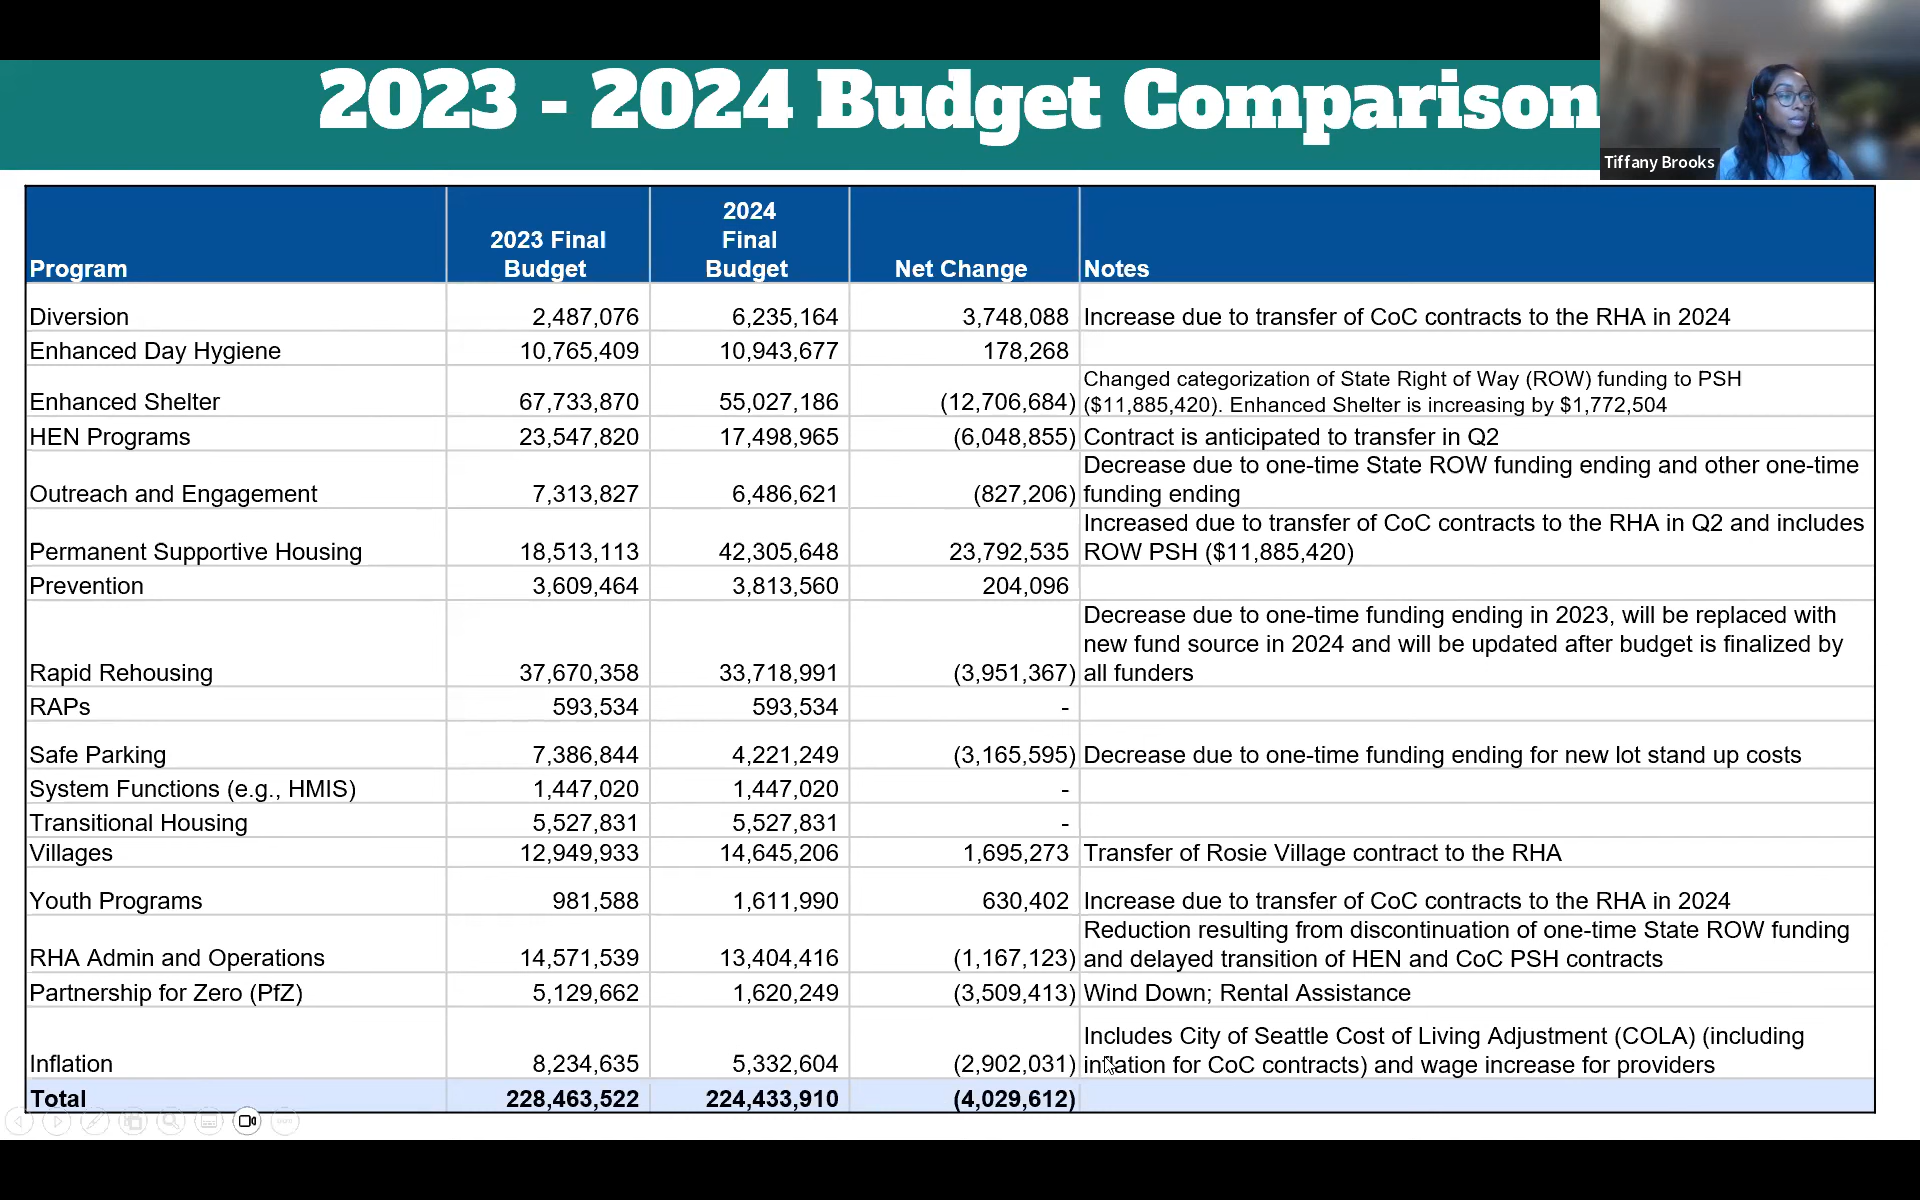 2023 - 2024 Budget Comparison
Tiffany Brooks
Program 2023 Final Budget 2024 Final Budget Net Change Notes
Diversion 2,487,076 6,235,164 3,748,088 Increase due to transfer of CoC contracts to the RHA in 2024
Enhanced Day Hygiene 10,765,409 10,943,677 178,268
Enhanced Shelter 67,733,870 55,027,186 (12,706,684) Changed categorization of State Right of Way (ROW) funding to PSH
($11,885,420). Enhanced Shelter is increasing by $1,772,504
HEN Programs 23,547,820 17,498,965 (6,048,855) Contract is anticipated to transfer in Q2
Outreach and Engagement 7,313,827 6,486,621 (827,206) Decrease due to one-time State ROW funding ending and other one-time
funding ending
Permanent Supportive Housing 18,513,113 42,305,648 23,792,535 Increased due to transfer of CoC contracts to the RHA in Q2 and includes
ROW PSH ($11,885,420)
Prevention 3,609,464 3,813,560 204,096
Rapid Rehousing 37,670,358 33,718,991 (3,951,367) Decrease due to one-time funding ending in 2023, will be replaced with
new fund source in 2024 and will be updated after budget is finalized by
all funders
RAPs 593,534 593,534 -
Safe Parking 7,386,844 4,221,249 (3,165,595) Decrease due to one-time funding ending for new lot stand up costs
System Functions (e.g., HMIS) 1,447,020 1,447,020 -
Transitional Housing 5,527,831 5,527,831 -
Villages 12,949,933 14,645,206 1,695,273 Transfer of Rosie Village contract to the RHA
Youth Programs 981,588 1,611,990 630,402 Increase due to transfer of CoC contracts to the RHA in 2024
RHA Admin and Operations 14,571,539 13,404,416 (1,167,123) Reduction resulting from discontinuation of one-time State ROW funding
and delayed transition of HEN and CoC PSH contracts
Partnership for Zero (PfZ) 5,129,662 1,620,249 (3,509,413) Wind Down; Rental Assistance
Inflation 8,234,635 5,332,604 (2,902,031) Includes City of Seattle Cost of Living Adjustment (COLA) (including
inflation for CoC contracts) and wage increase for providers
Total 228,463,522 224,433,910 (4,029,612)